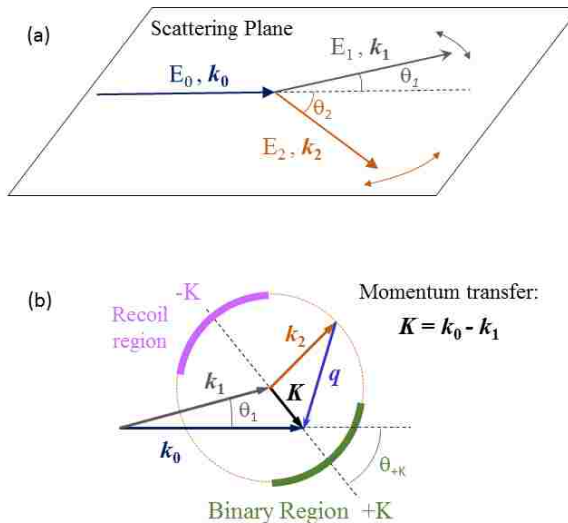 (a)
Scattering Plane
E₀ , k₀
E₁ , k₁
θ₁
θ₂
E₂ , k₂
(b)
-K
Recoil
region
Momentum transfer:
K = k₀ - k₁
k₂
q
k₁
K
θ₁
k₀
θ₊K
Binary Region +K